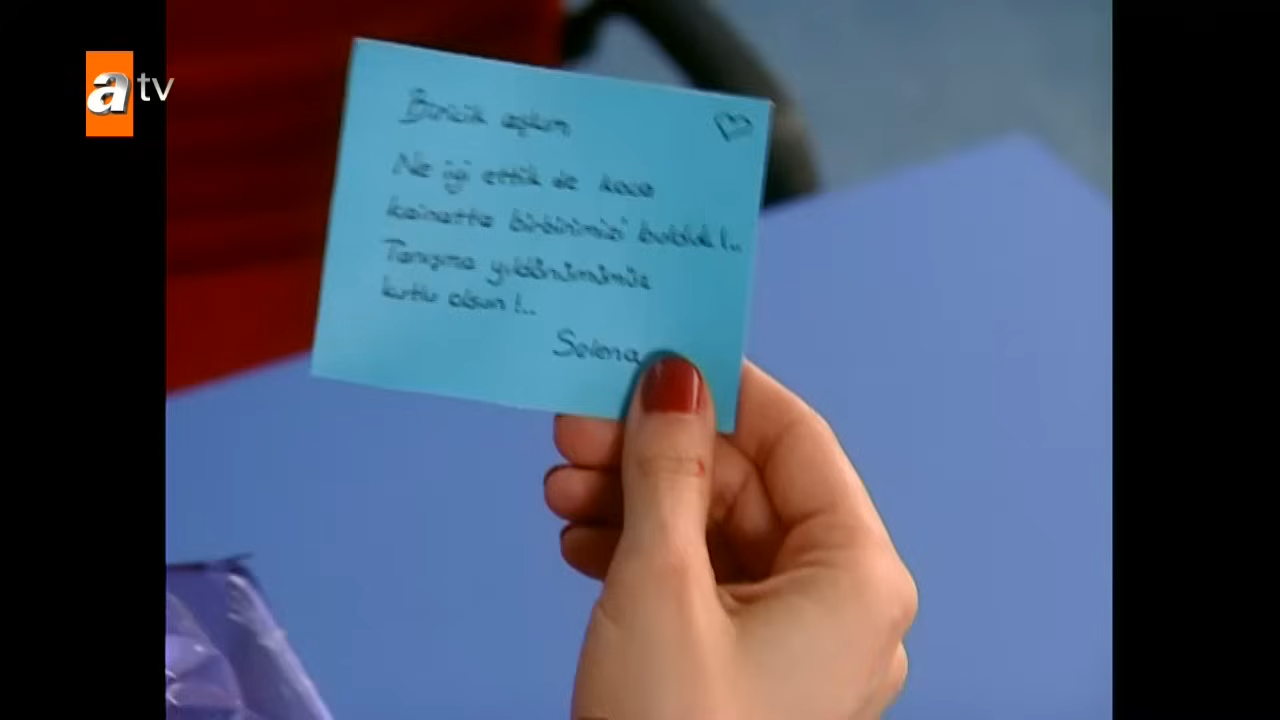 atv
Biricik aşkım
Ne iyi ettik de koca
kainatta birbirimizi bulduk!..
Tanışma yıldönümümüz
kutlu olsun!..
Selena